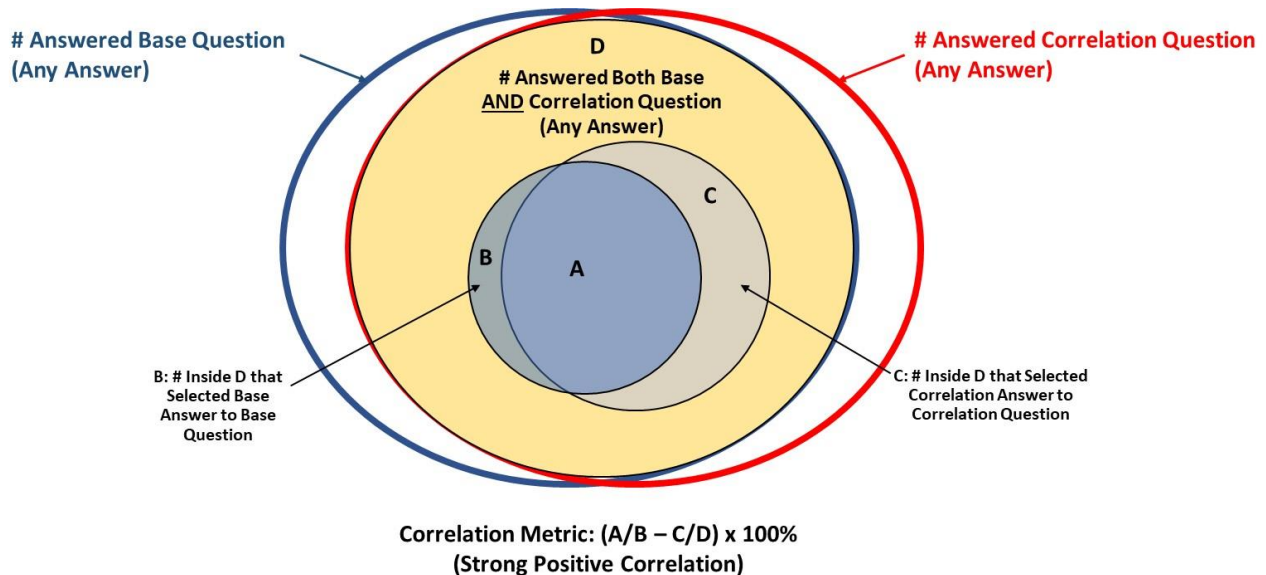 # Answered Base Question
(Any Answer)
# Answered Correlation Question
(Any Answer)
D
# Answered Both Base
AND Correlation Question
(Any Answer)
C
B
A
B: # Inside D that
Selected Base
Answer to Base
Question
C: # Inside D that Selected
Correlation Answer to
Correlation Question
Correlation Metric: (A/B – C/D) x 100%
(Strong Positive Correlation)